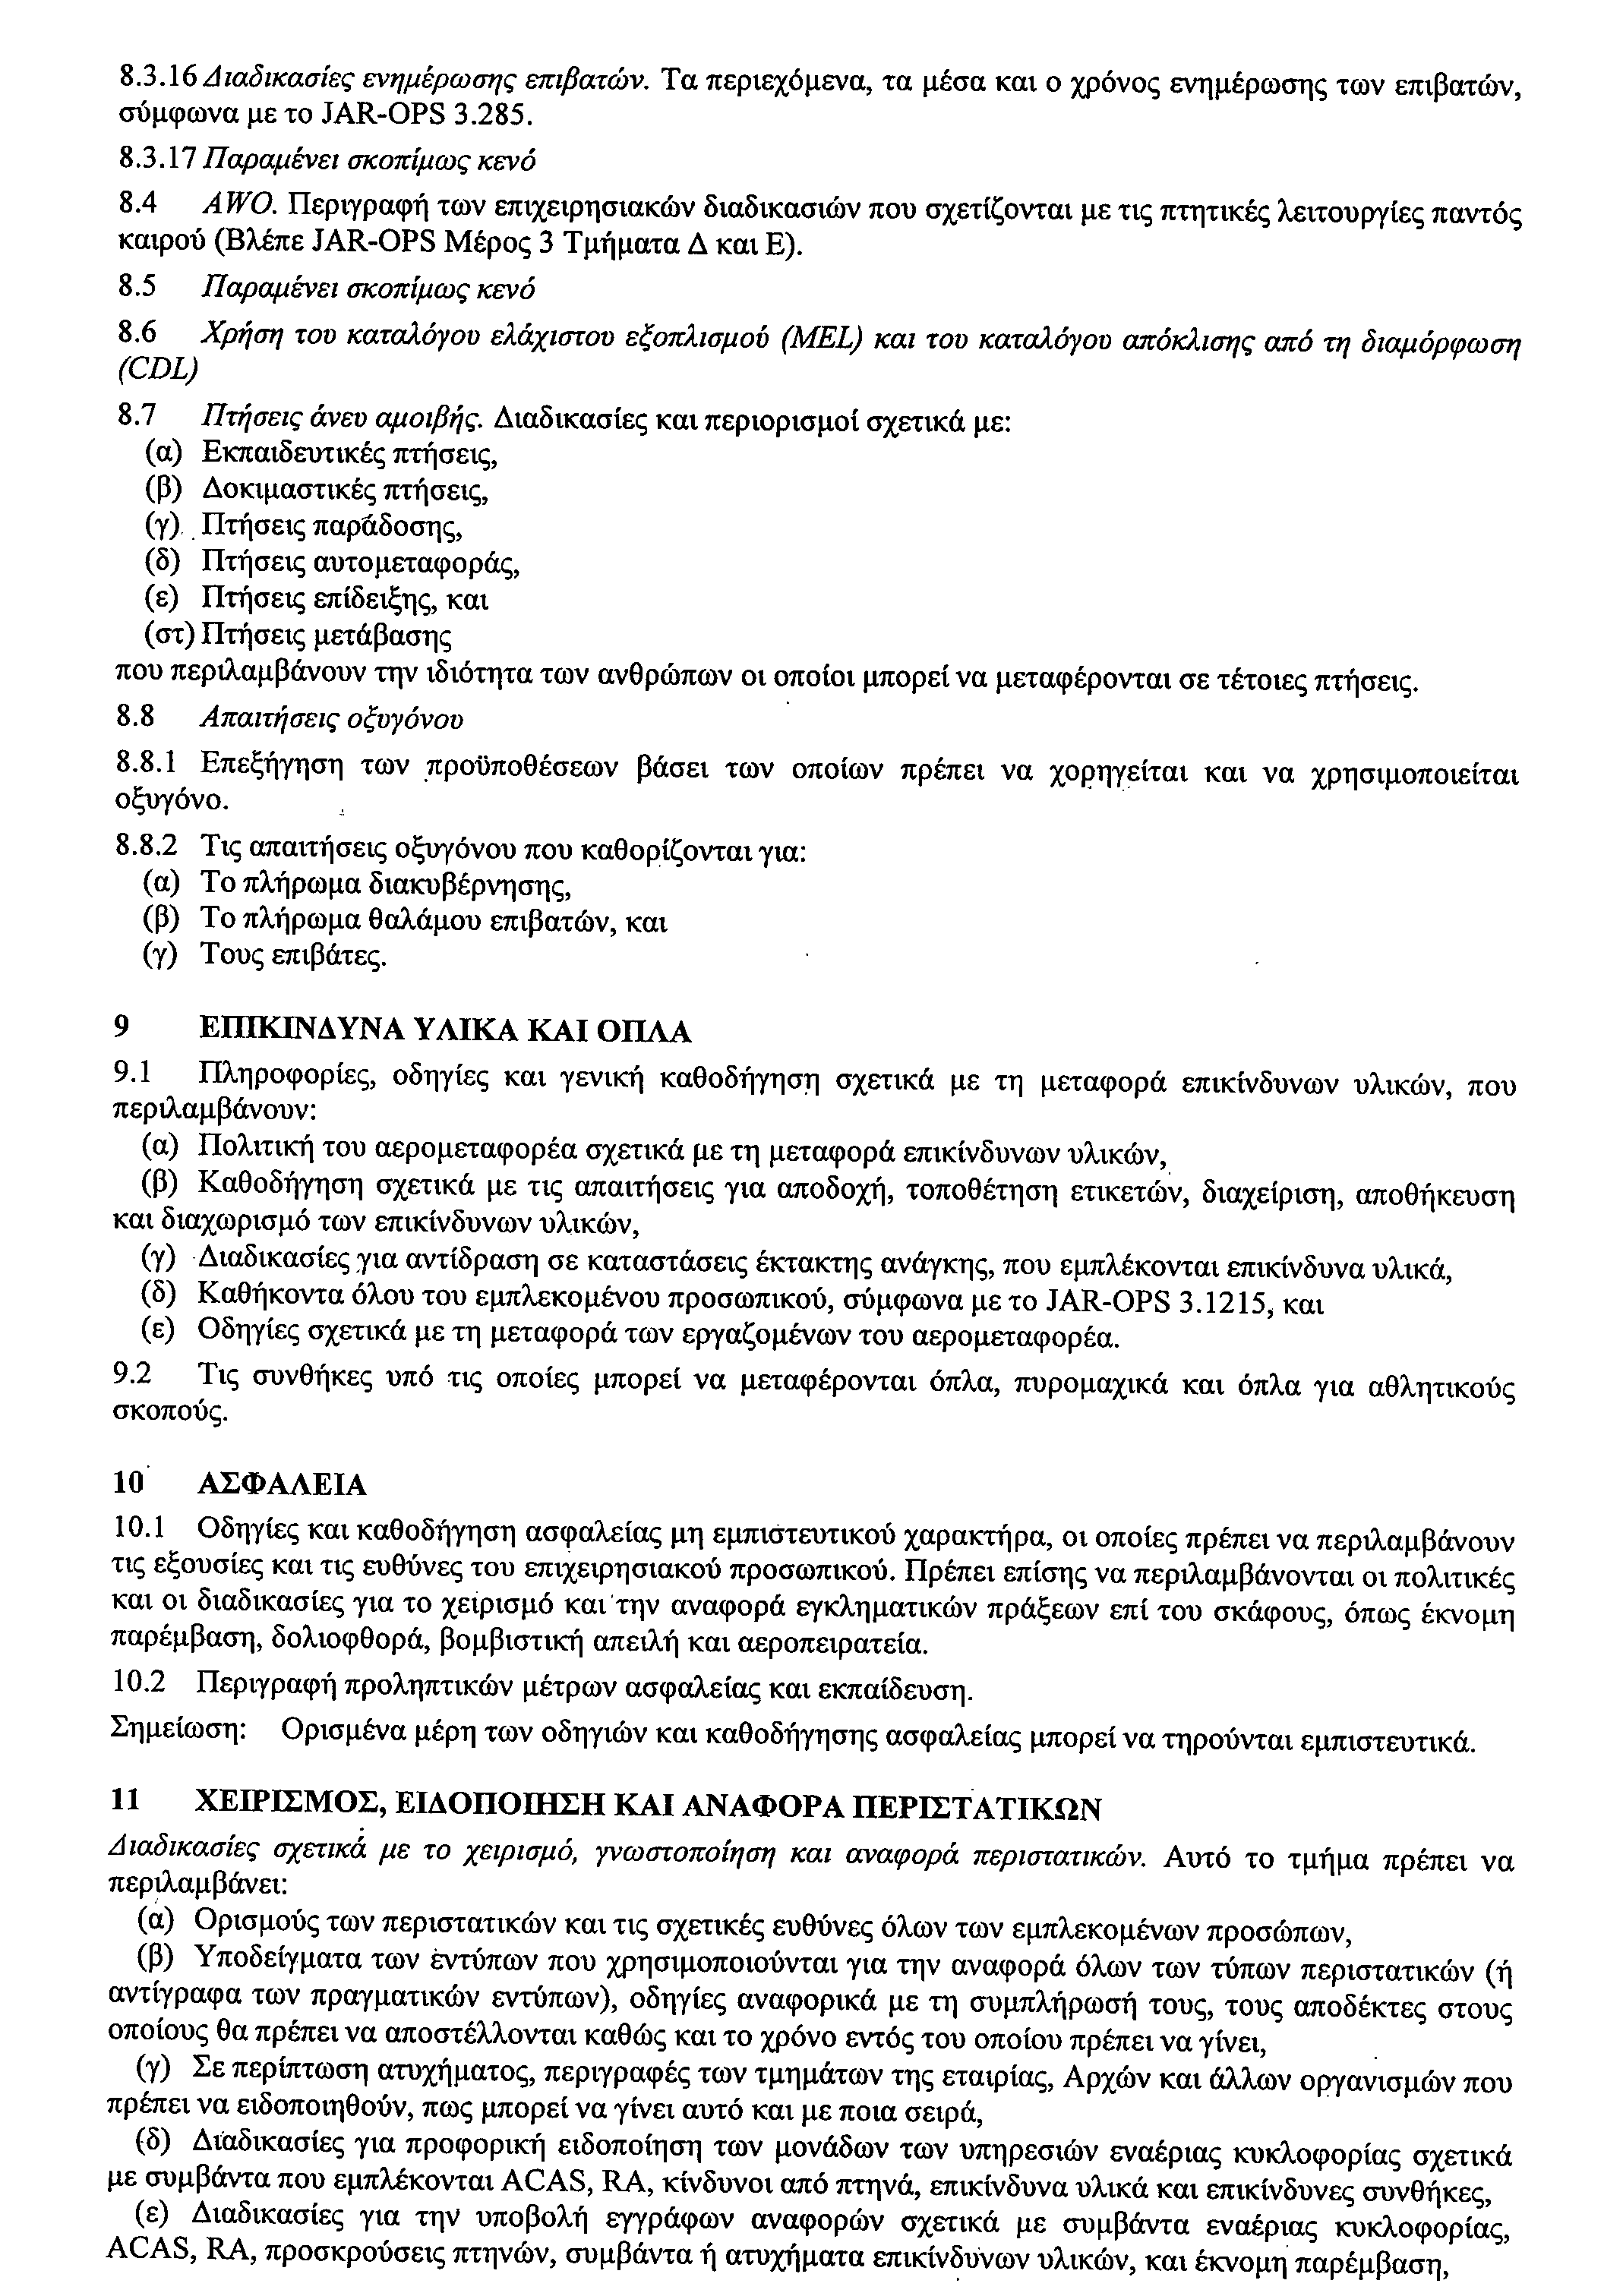 8.3.16 Διαδικασίες ενημέρωσης επιβατών. Τα περιεχόμενα, τα μέσα και ο χρόνος ενημέρωσης των επιβατών,
σύμφωνα με το JAR-OPS 3.285.
8.3.17 Παραμένει σκοπίμως κενό
8.4 AWO. Περιγραφή των επιχειρησιακών διαδικασιών που σχετίζονται με τις πτητικές λειτουργίες παντός
καιρού (Βλέπε JAR-OPS Μέρος 3 Τμήματα Δ και Ε).
8.5 Παραμένει σκοπίμως κενό
8.6 Χρήση του καταλόγου ελάχιστου εξοπλισμού (MEL) και του καταλόγου απόκλισης από τη διαμόρφωση
(CDL)
8.7 Πτήσεις άνευ αμοιβής. Διαδικασίες και περιορισμοί σχετικά με:
(α) Εκπαιδευτικές πτήσεις,
(β) Δοκιμαστικές πτήσεις,
(γ) Πτήσεις παράδοσης,
(δ) Πτήσεις αυτομεταφοράς,
(ε) Πτήσεις επίδειξης, και
(στ) Πτήσεις μετάβασης
που περιλαμβάνουν την ιδιότητα των ανθρώπων οι οποίοι μπορεί να μεταφέρονται σε τέτοιες πτήσεις.
8.8 Απαιτήσεις οξυγόνου
8.8.1 Επεξήγηση των προϋποθέσεων βάσει των οποίων πρέπει να χορηγείται και να χρησιμοποιείται
οξυγόνο.
8.8.2 Τις απαιτήσεις οξυγόνου που καθορίζονται για:
(α) Το πλήρωμα διακυβέρνησης,
(β) Το πλήρωμα θαλάμου επιβατών, και
(γ) Τους επιβάτες.
9 ΕΠΙΚΙΝΔΥΝΑ ΥΛΙΚΑ ΚΑΙ ΟΠΛΑ
9.1 Πληροφορίες, οδηγίες και γενική καθοδήγηση σχετικά με τη μεταφορά επικίνδυνων υλικών, που
περιλαμβάνουν:
(α) Πολιτική του αερομεταφορέα σχετικά με τη μεταφορά επικίνδυνων υλικών,
(β) Καθοδήγηση σχετικά με τις απαιτήσεις για αποδοχή, τοποθέτηση ετικετών, διαχείριση, αποθήκευση
και διαχωρισμό των επικίνδυνων υλικών,
(γ) Διαδικασίες για αντίδραση σε καταστάσεις έκτακτης ανάγκης, που εμπλέκονται επικίνδυνα υλικά,
(δ) Καθήκοντα όλου του εμπλεκομένου προσωπικού, σύμφωνα με το JAR-OPS 3.1215, και
(ε) Οδηγίες σχετικά με τη μεταφορά των εργαζομένων του αερομεταφορέα.
9.2 Τις συνθήκες υπό τις οποίες μπορεί να μεταφέρονται όπλα, πυρομαχικά και όπλα για αθλητικούς
σκοπούς.
10 ΑΣΦΑΛΕΙΑ
10.1 Οδηγίες και καθοδήγηση ασφαλείας μη εμπιστευτικού χαρακτήρα, οι οποίες πρέπει να περιλαμβάνουν
τις εξουσίες και τις ευθύνες του επιχειρησιακού προσωπικού. Πρέπει επίσης να περιλαμβάνονται οι πολιτικές
και οι διαδικασίες για το χειρισμό και την αναφορά εγκληματικών πράξεων επί του σκάφους, όπως έκνομη
παρέμβαση, δολιοφθορά, βομβιστική απειλή και αεροπειρατεία.
10.2 Περιγραφή προληπτικών μέτρων ασφαλείας και εκπαίδευση.
Σημείωση: Ορισμένα μέρη των οδηγιών και καθοδήγησης ασφαλείας μπορεί να τηρούνται εμπιστευτικά.
11 ΧΕΙΡΙΣΜΟΣ, ΕΙΔΟΠΟΙΗΣΗ ΚΑΙ ΑΝΑΦΟΡΑ ΠΕΡΙΣΤΑΤΙΚΩΝ
Διαδικασίες σχετικά με το χειρισμό, γνωστοποίηση και αναφορά περιστατικών. Αυτό το τμήμα πρέπει να
περιλαμβάνει:
(α) Ορισμούς των περιστατικών και τις σχετικές ευθύνες όλων των εμπλεκομένων προσώπων,
(β) Υποδείγματα των εντύπων που χρησιμοποιούνται για την αναφορά όλων των τύπων περιστατικών (ή
αντίγραφα των πραγματικών εντύπων), οδηγίες αναφορικά με τη συμπλήρωσή τους, τους αποδέκτες στους
οποίους θα πρέπει να αποστέλλονται καθώς και το χρόνο εντός του οποίου πρέπει να γίνει,
(γ) Σε περίπτωση ατυχήματος, περιγραφές των τμημάτων της εταιρίας, Αρχών και άλλων οργανισμών που
πρέπει να ειδοποιηθούν, πως μπορεί να γίνει αυτό και με ποια σειρά,
(δ) Διαδικασίες για προφορική ειδοποίηση των μονάδων των υπηρεσιών εναέριας κυκλοφορίας σχετικά
με συμβάντα που εμπλέκονται ACAS, RA, κίνδυνοι από πτηνά, επικίνδυνα υλικά και επικίνδυνες συνθήκες,
(ε) Διαδικασίες για την υποβολή εγγράφων αναφορών σχετικά με συμβάντα εναέριας κυκλοφορίας,
ACAS, RA, προσκρούσεις πτηνών, συμβάντα ή ατυχήματα επικίνδυνων υλικών, και έκνομη παρέμβαση,